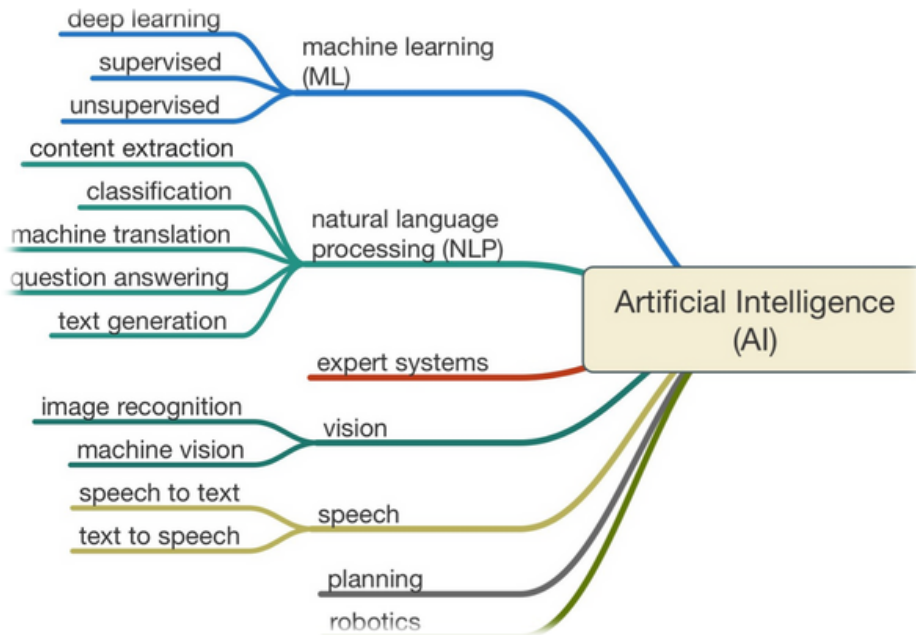 deep learning
supervised
unsupervised
machine learning
(ML)
content extraction
classification
machine translation
question answering
text generation
natural language
processing (NLP)
Artificial Intelligence
(AI)
expert systems
image recognition
machine vision
vision
speech to text
text to speech
speech
planning
robotics